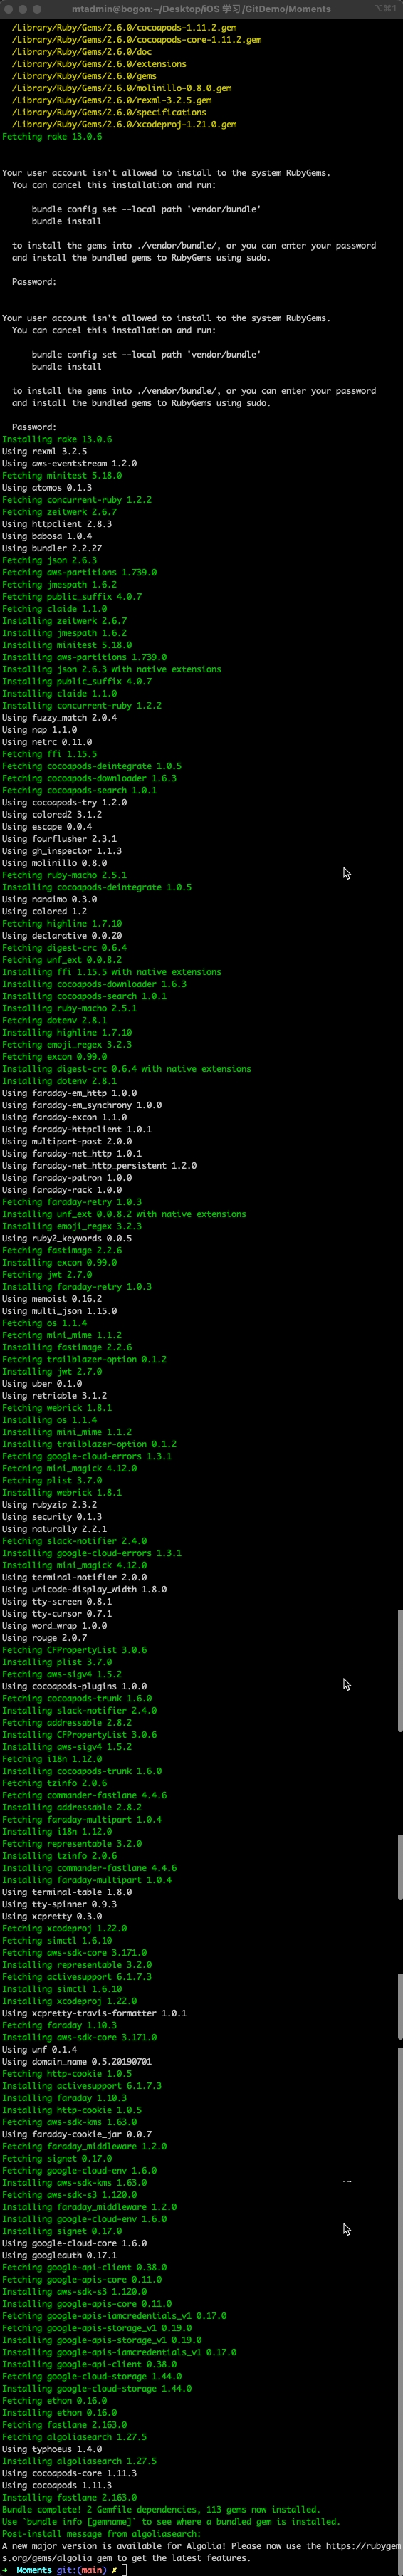 mtadmin@bogon:~/Desktop/iOS 学习/GitDemo/Moments
⌥⌘1
/Library/Ruby/Gems/2.6.0/cocoapods-1.11.2.gem
/Library/Ruby/Gems/2.6.0/cocoapods-core-1.11.2.gem
/Library/Ruby/Gems/2.6.0/doc
/Library/Ruby/Gems/2.6.0/extensions
/Library/Ruby/Gems/2.6.0/gems
/Library/Ruby/Gems/2.6.0/molinillo-0.8.0.gem
/Library/Ruby/Gems/2.6.0/rexml-3.2.5.gem
/Library/Ruby/Gems/2.6.0/specifications
/Library/Ruby/Gems/2.6.0/xcodeproj-1.21.0.gem
Fetching rake 13.0.6
Your user account isn't allowed to install to the system RubyGems.
You can cancel this installation and run:
bundle config set --local path 'vendor/bundle'
bundle install
to install the gems into ./vendor/bundle/, or you can enter your password
and install the bundled gems to RubyGems using sudo.
Password:
Your user account isn't allowed to install to the system RubyGems.
You can cancel this installation and run:
bundle config set --local path 'vendor/bundle'
bundle install
to install the gems into ./vendor/bundle/, or you can enter your password
and install the bundled gems to RubyGems using sudo.
Password:
Installing rake 13.0.6
Using rexml 3.2.5
Using aws-eventstream 1.2.0
Fetching minitest 5.18.0
Using atomos 0.1.3
Fetching concurrent-ruby 1.2.2
Fetching zeitwerk 2.6.7
Using httpclient 2.8.3
Using babosa 1.0.4
Using bundler 2.2.27
Fetching json 2.6.3
Fetching aws-partitions 1.739.0
Fetching jmespath 1.6.2
Fetching public_suffix 4.0.7
Fetching claide 1.1.0
Installing zeitwerk 2.6.7
Installing jmespath 1.6.2
Installing minitest 5.18.0
Installing aws-partitions 1.739.0
Installing json 2.6.3 with native extensions
Installing public_suffix 4.0.7
Installing claide 1.1.0
Installing concurrent-ruby 1.2.2
Using fuzzy_match 2.0.4
Using nap 1.1.0
Using netrc 0.11.0
Fetching ffi 1.15.5
Fetching cocoapods-deintegrate 1.0.5
Fetching cocoapods-downloader 1.6.3
Fetching cocoapods-search 1.0.1
Using cocoapods-try 1.2.0
Using colored2 3.1.2
Using escape 0.0.4
Using fourflusher 2.3.1
Using gh_inspector 1.1.3
Using molinillo 0.8.0
Fetching ruby-macho 2.5.1
Installing cocoapods-deintegrate 1.0.5
Using nanaimo 0.3.0
Using colored 1.2
Fetching highline 1.7.10
Using declarative 0.0.20
Fetching digest-crc 0.6.4
Fetching unf_ext 0.0.8.2
Installing ffi 1.15.5 with native extensions
Installing cocoapods-downloader 1.6.3
Installing cocoapods-search 1.0.1
Installing ruby-macho 2.5.1
Fetching dotenv 2.8.1
Installing highline 1.7.10
Fetching emoji_regex 3.2.3
Fetching excon 0.99.0
Installing digest-crc 0.6.4 with native extensions
Installing dotenv 2.8.1
Using faraday-em_http 1.0.0
Using faraday-em_synchrony 1.0.0
Using faraday-excon 1.1.0
Using faraday-httpclient 1.0.1
Using multipart-post 2.0.0
Using faraday-net_http 1.0.1
Using faraday-net_http_persistent 1.2.0
Using faraday-patron 1.0.0
Using faraday-rack 1.0.0
Fetching faraday-retry 1.0.3
Installing unf_ext 0.0.8.2 with native extensions
Installing emoji_regex 3.2.3
Using ruby2_keywords 0.0.5
Fetching fastimage 2.2.6
Installing excon 0.99.0
Fetching jwt 2.7.0
Installing faraday-retry 1.0.3
Using memoist 0.16.2
Using multi_json 1.15.0
Fetching os 1.1.4
Fetching mini_mime 1.1.2
Installing fastimage 2.2.6
Fetching trailblazer-option 0.1.2
Installing jwt 2.7.0
Using uber 0.1.0
Using retriable 3.1.2
Fetching webrick 1.8.1
Installing os 1.1.4
Installing mini_mime 1.1.2
Installing trailblazer-option 0.1.2
Fetching google-cloud-errors 1.3.1
Fetching mini_magick 4.12.0
Fetching plist 3.7.0
Installing webrick 1.8.1
Using rubyzip 2.3.2
Using security 0.1.3
Using naturally 2.2.1
Fetching slack-notifier 2.4.0
Installing google-cloud-errors 1.3.1
Installing mini_magick 4.12.0
Using terminal-notifier 2.0.0
Using unicode-display_width 1.8.0
Using tty-screen 0.8.1
Using tty-cursor 0.7.1
Using word_wrap 1.0.0
Using rouge 2.0.7
Fetching CFPropertyList 3.0.6
Installing plist 3.7.0
Fetching aws-sigv4 1.5.2
Using cocoapods-plugins 1.0.0
Fetching cocoapods-trunk 1.6.0
Installing slack-notifier 2.4.0
Fetching addressable 2.8.2
Installing CFPropertyList 3.0.6
Installing aws-sigv4 1.5.2
Fetching i18n 1.12.0
Installing cocoapods-trunk 1.6.0
Fetching tzinfo 2.0.6
Fetching commander-fastlane 4.4.6
Installing addressable 2.8.2
Fetching faraday-multipart 1.0.4
Installing i18n 1.12.0
Fetching representable 3.2.0
Installing tzinfo 2.0.6
Installing commander-fastlane 4.4.6
Installing faraday-multipart 1.0.4
Using terminal-table 1.8.0
Using tty-spinner 0.9.3
Using xcpretty 0.3.0
Fetching xcodeproj 1.22.0
Fetching simctl 1.6.10
Fetching aws-sdk-core 3.171.0
Installing representable 3.2.0
Fetching activesupport 6.1.7.3
Installing simctl 1.6.10
Installing xcodeproj 1.22.0
Using xcpretty-travis-formatter 1.0.1
Fetching faraday 1.10.3
Installing aws-sdk-core 3.171.0
Using unf 0.1.4
Using domain_name 0.5.20190701
Fetching http-cookie 1.0.5
Installing activesupport 6.1.7.3
Installing faraday 1.10.3
Installing http-cookie 1.0.5
Fetching aws-sdk-kms 1.63.0
Using faraday-cookie_jar 0.0.7
Fetching faraday_middleware 1.2.0
Fetching signet 0.17.0
Fetching google-cloud-env 1.6.0
Installing aws-sdk-kms 1.63.0
Fetching aws-sdk-s3 1.120.0
Installing faraday_middleware 1.2.0
Installing google-cloud-env 1.6.0
Installing signet 0.17.0
Using google-cloud-core 1.6.0
Using googleauth 0.17.1
Fetching google-api-client 0.38.0
Fetching google-apis-core 0.11.0
Installing aws-sdk-s3 1.120.0
Installing google-apis-core 0.11.0
Fetching google-apis-iamcredentials_v1 0.17.0
Fetching google-apis-storage_v1 0.19.0
Installing google-apis-storage_v1 0.19.0
Installing google-apis-iamcredentials_v1 0.17.0
Installing google-api-client 0.38.0
Fetching google-cloud-storage 1.44.0
Installing google-cloud-storage 1.44.0
Fetching ethon 0.16.0
Installing ethon 0.16.0
Fetching fastlane 2.163.0
Fetching algoliasearch 1.27.5
Using typhoeus 1.4.0
Installing algoliasearch 1.27.5
Using cocoapods-core 1.11.3
Using cocoapods 1.11.3
Installing fastlane 2.163.0
Bundle complete! 2 Gemfile dependencies, 113 gems now installed.
Use `bundle info [gemname]` to see where a bundled gem is installed.
Post-install message from algoliasearch:
A new major version is available for Algolia! Please now use the https://rubygem
s.org/gems/algolia gem to get the latest features.
➜ Moments git:(main) ✗